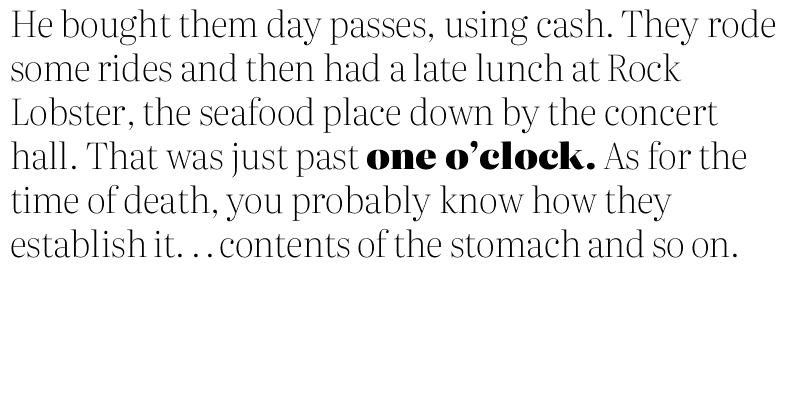 He bought them day passes, using cash. They rode
some rides and then had a late lunch at Rock
Lobster, the seafood place down by the concert
hall. That was just past one o’clock. As for the
time of death, you probably know how they
establish it. . . contents of the stomach and so on.